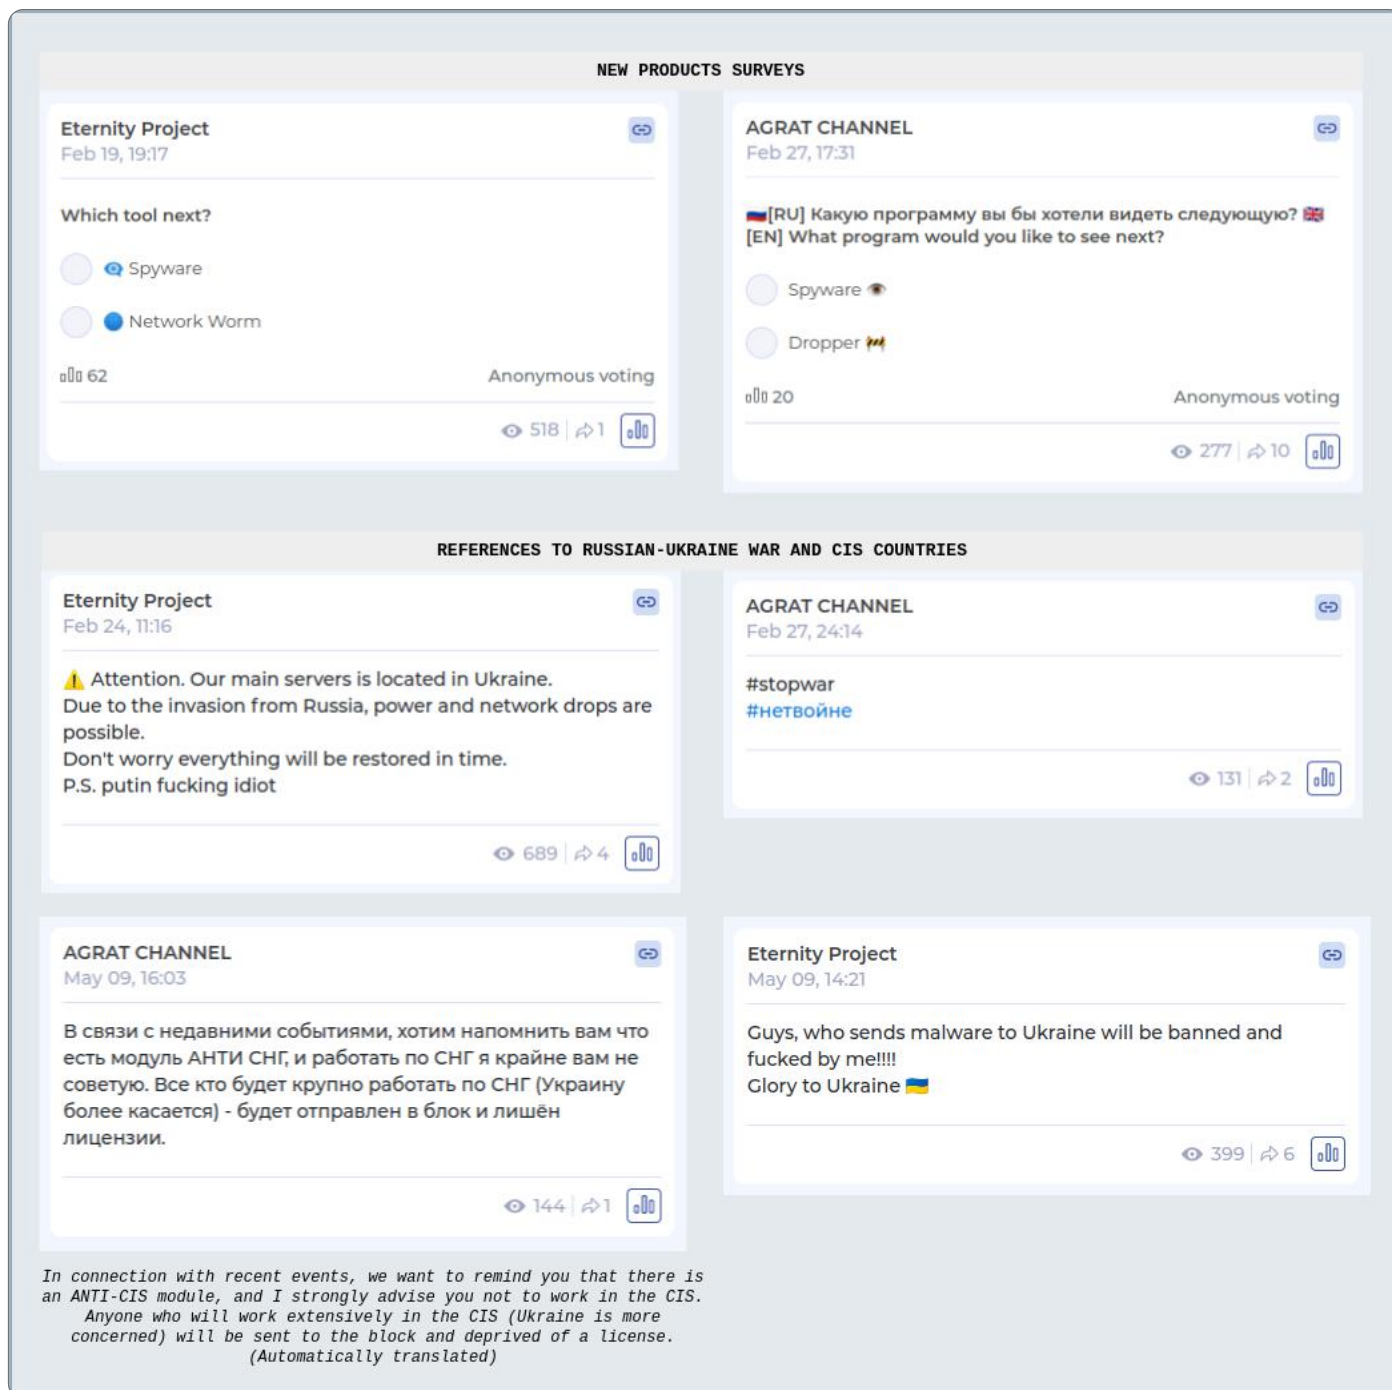 NEW PRODUCTS SURVEYS
Eternity Project
Feb 19, 19:17
Which tool next?
Spyware
Network Worm
62 Anonymous voting
518 1
AGRAT CHANNEL
Feb 27, 17:31
[RU] Какую программу вы бы хотели видеть следующую?
[EN] What program would you like to see next?
Spyware
Dropper
20 Anonymous voting
277 10
REFERENCES TO RUSSIAN-UKRAINE WAR AND CIS COUNTRIES
Eternity Project
Feb 24, 11:16
Attention. Our main servers is located in Ukraine.
Due to the invasion from Russia, power and network drops are
possible.
Don't worry everything will be restored in time.
P.S. putin fucking idiot
689 4
AGRAT CHANNEL
Feb 27, 24:14
#stopwar
#нетвойне
131 2
AGRAT CHANNEL
May 09, 16:03
В связи с недавними событиями, хотим напомнить вам что
есть модуль АНТИ СНГ, и работать по СНГ я крайне вам не
советую. Все кто будет крупно работать по СНГ (Украину
более касается) - будет отправлен в блок и лишён
лицензии.
144 1
In connection with recent events, we want to remind you that there is
an ANTI-CIS module, and I strongly advise you not to work in the CIS.
Anyone who will work extensively in the CIS (Ukraine is more
concerned) will be sent to the block and deprived of a license.
(Automatically translated)
Eternity Project
May 09, 14:21
Guys, who sends malware to Ukraine will be banned and
fucked by me!!!!
Glory to Ukraine
399 6